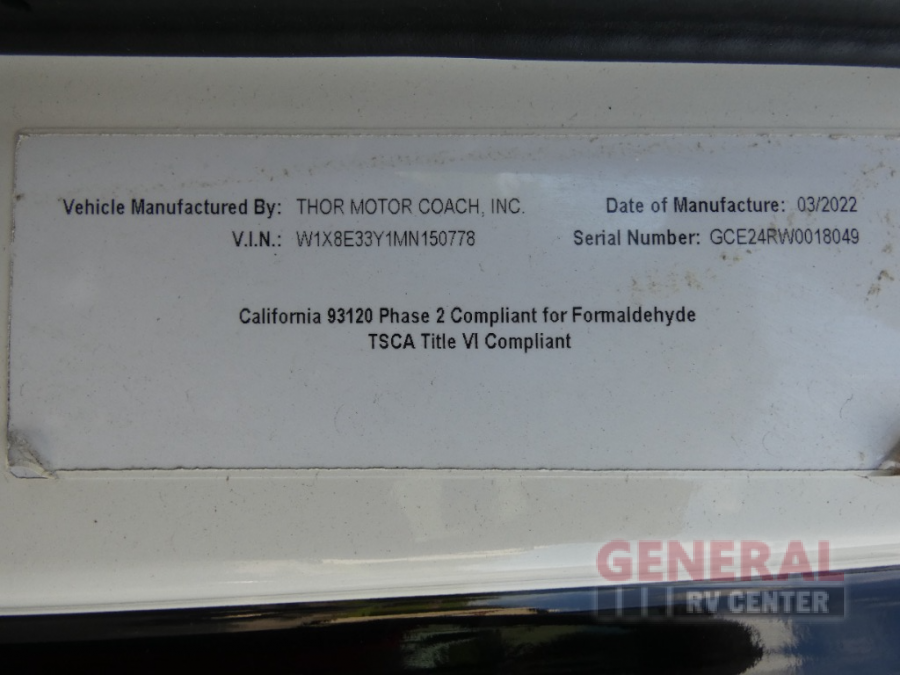 Vehicle Manufactured By: THOR MOTOR COACH, INC. Date of Manufacture: 03/2022
V.I.N.: W1X8E33Y1MN150778 Serial Number: GCE24RW0018049
California 93120 Phase 2 Compliant for Formaldehyde
TSCA Title VI Compliant
GENERAL
RV CENTER